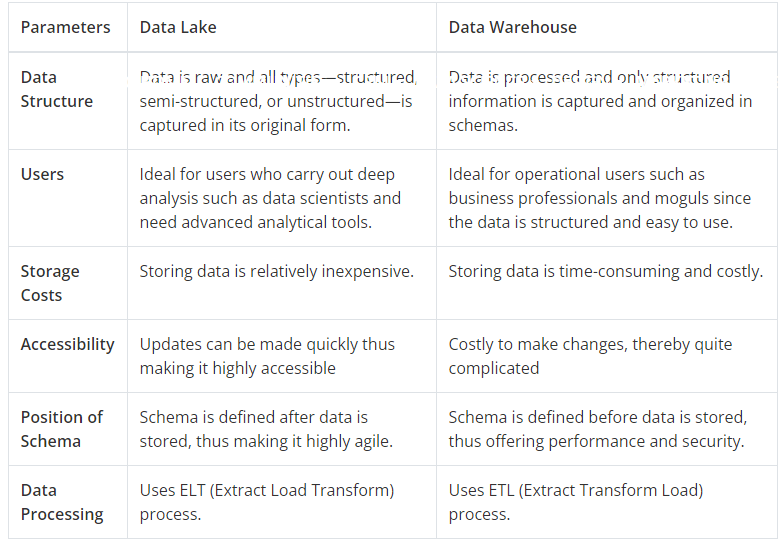 Parameters Data Lake Data Warehouse
Data Structure
Data is raw and all types—structured,
semi-structured, or unstructured—is
captured in its original form.
Data is processed and only structured
information is captured and organized in
schemas.
Users
Ideal for users who carry out deep
analysis such as data scientists and
need advanced analytical tools.
Ideal for operational users such as
business professionals and moguls since
the data is structured and easy to use.
Storage
Costs
Storing data is relatively inexpensive.
Storing data is time-consuming and costly.
Accessibility
Updates can be made quickly thus
making it highly accessible
Costly to make changes, thereby quite
complicated
Position of
Schema
Schema is defined after data is
stored, thus making it highly agile.
Schema is defined before data is stored,
thus offering performance and security.
Data
Processing
Uses ELT (Extract Load Transform)
process.
Uses ETL (Extract Transform Load)
process.